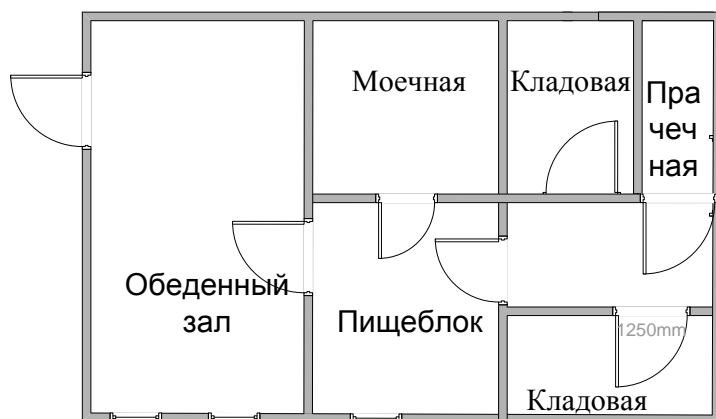 Моечная
Кладовая
Пра
чеч
ная
Обеденный
зал
Пищеблок
1250mm
Кладовая